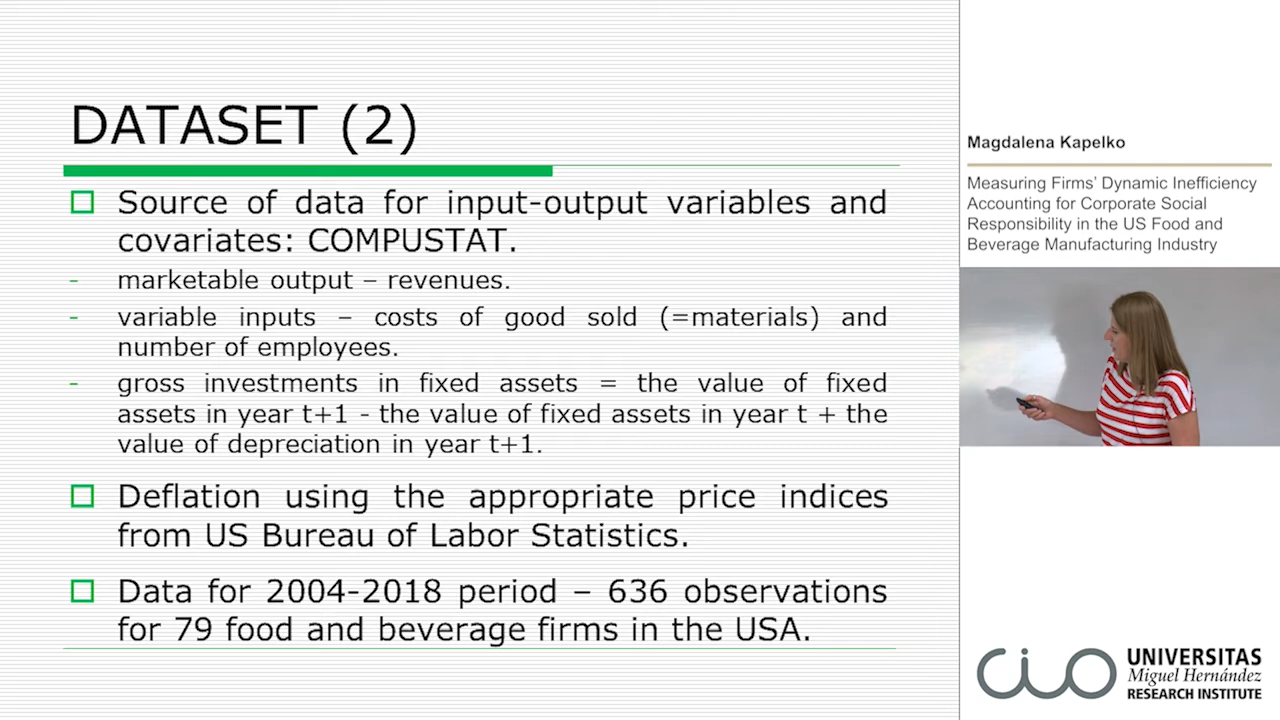 DATASET (2)
Source of data for input-output variables and
covariates: COMPUSTAT.
- marketable output – revenues.
- variable inputs – costs of good sold (=materials) and
number of employees.
- gross investments in fixed assets = the value of fixed
assets in year t+1 - the value of fixed assets in year t + the
value of depreciation in year t+1.
Deflation using the appropriate price indices
from US Bureau of Labor Statistics.
Data for 2004-2018 period – 636 observations
for 79 food and beverage firms in the USA.
Magdalena Kapelko
Measuring Firms' Dynamic Inefficiency
Accounting for Corporate Social
Responsibility in the US Food and
Beverage Manufacturing Industry
CIO
UNIVERSITAS
Miguel Hernández
RESEARCH INSTITUTE